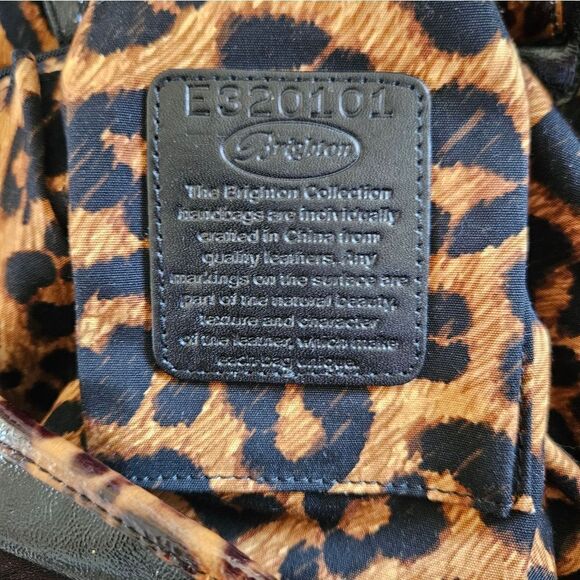 E320101
Brighton
The Brighton Collection
handbags are individually
crafted in China from
quality leathers. Any
markings on the surface are
part of the natural beauty,
texture and character
of the leather, which make
each bag unique.